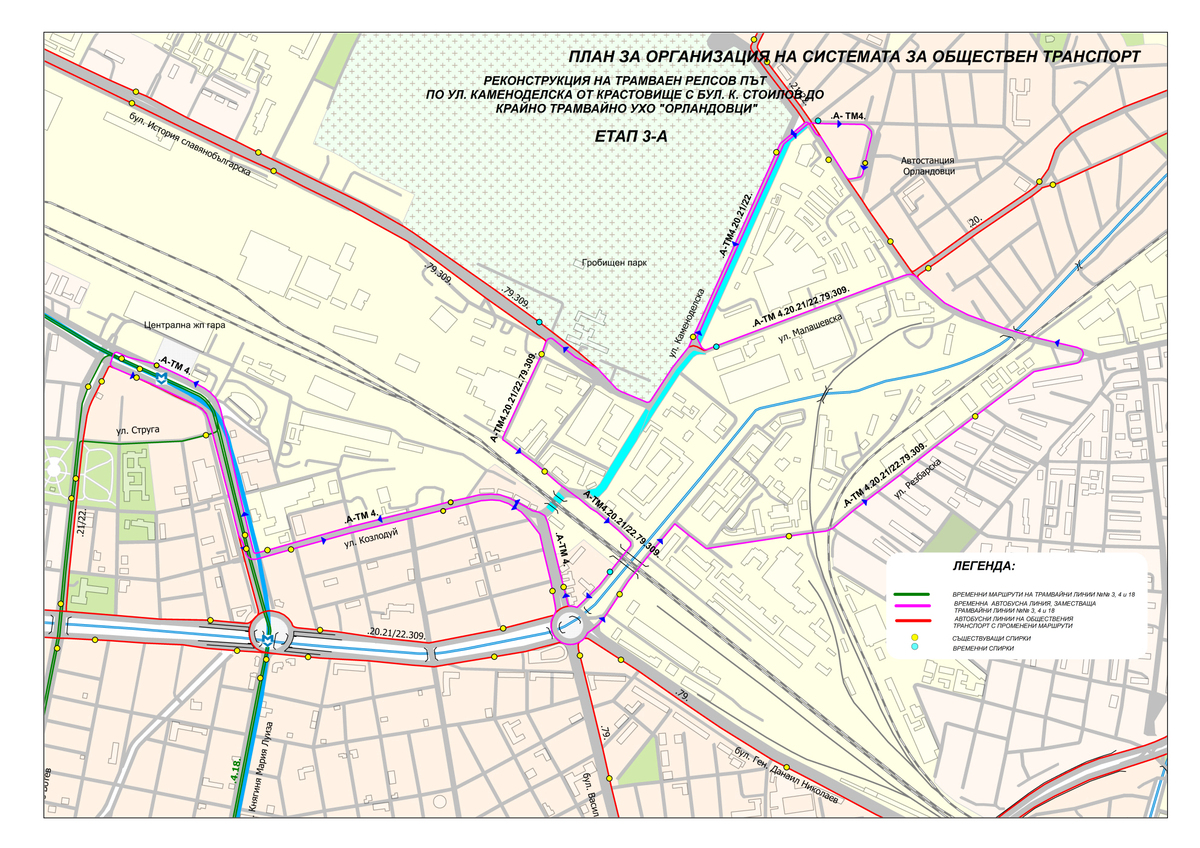 ПЛАН ЗА ОРГАНИЗАЦИЯ НА СИСТЕМАТА ЗА ОБЩЕСТВЕН ТРАНСПОРТ
РЕКОНСТРУКЦИЯ НА ТРАМВАЕН РЕЛСОВ ПЪТ
ПО УЛ. КАМЕНОДЕЛСКА ОТ КРАСТОВИЩЕ С БУЛ. К. СТОИЛОВ ДО
КРАЙНО ТРАМВАЙНО УХО "ОРЛАНДОВЦИ"
ЕТАП 3-А
бул. История славянобългарска
.А- ТМ4.
Автостанция
Орландовци
.20.
.А-ТМ4.20.21/22.
Гробищен парк
.79.309.
.79.309.
.А-ТМ 4.20.21/22.79.309.
ул. Малашевска
ул. Каменоделска
Централна жп гара
.А-ТМ 4.
А-ТМ4.20.21/22.79.309.
ул. Струга
.А-ТМ 4.20.21/22.79.309.
ул. Резбарска
.21/22.
.А-ТМ 4.
ул. Козлодуй
А-ТМ4.20.21/22.79.309.
.А-ТМ 4.
.20.21/22.309.
.79.
.79.
бул. Ген. Данаил Николаев
бул. Васил
.4.18.
Княгиня Мария Луиза
ЛЕГЕНДА:
ВРЕМЕННИ МАРШРУТИ НА ТРАМВАЙНИ ЛИНИИ №№ 3, 4 и 18
ВРЕМЕННА АВТОБУСНА ЛИНИЯ, ЗАМЕСТВАЩА
ТРАМВАЙНИ ЛИНИИ №№ 3, 4 и 18
АВТОБУСНИ ЛИНИИ НА ОБЩЕСТВЕНИЯ
ТРАНСПОРТ С ПРОМЕНЕНИ МАРШРУТИ
СЪЩЕСТВУВАЩИ СПИРКИ
ВРЕМЕННИ СПИРКИ